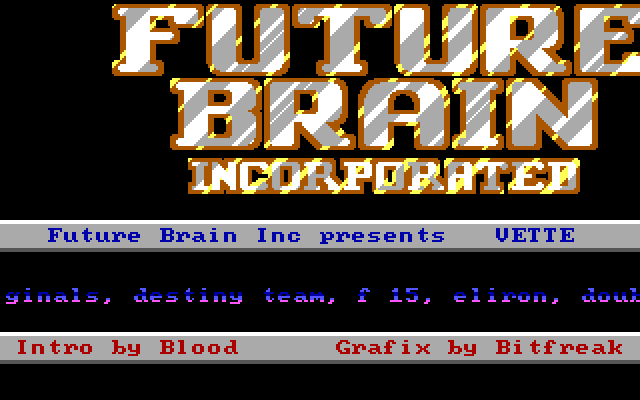 FUTURE
BRAIN
INCORPORATED
Future Brain Inc presents VETTE
ginals, destiny team, f 15, eliron, doub
Intro by Blood Grafix by Bitfreak